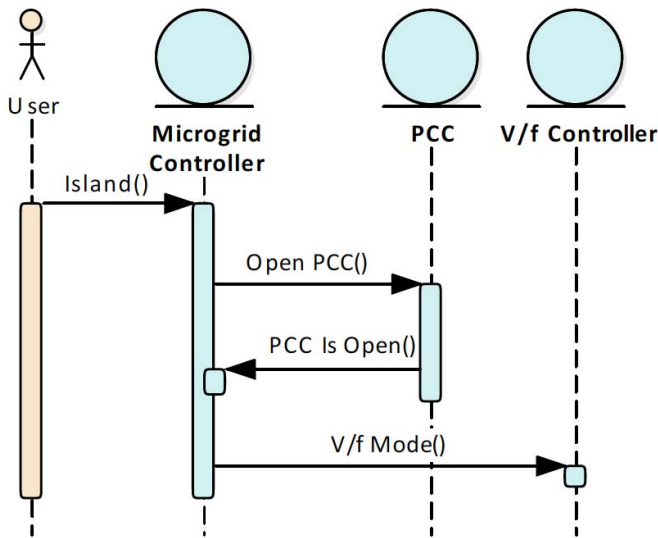 User
Microgrid
Controller
PCC
V/f Controller
Island()
Open PCC()
PCC Is Open()
V/f Mode()